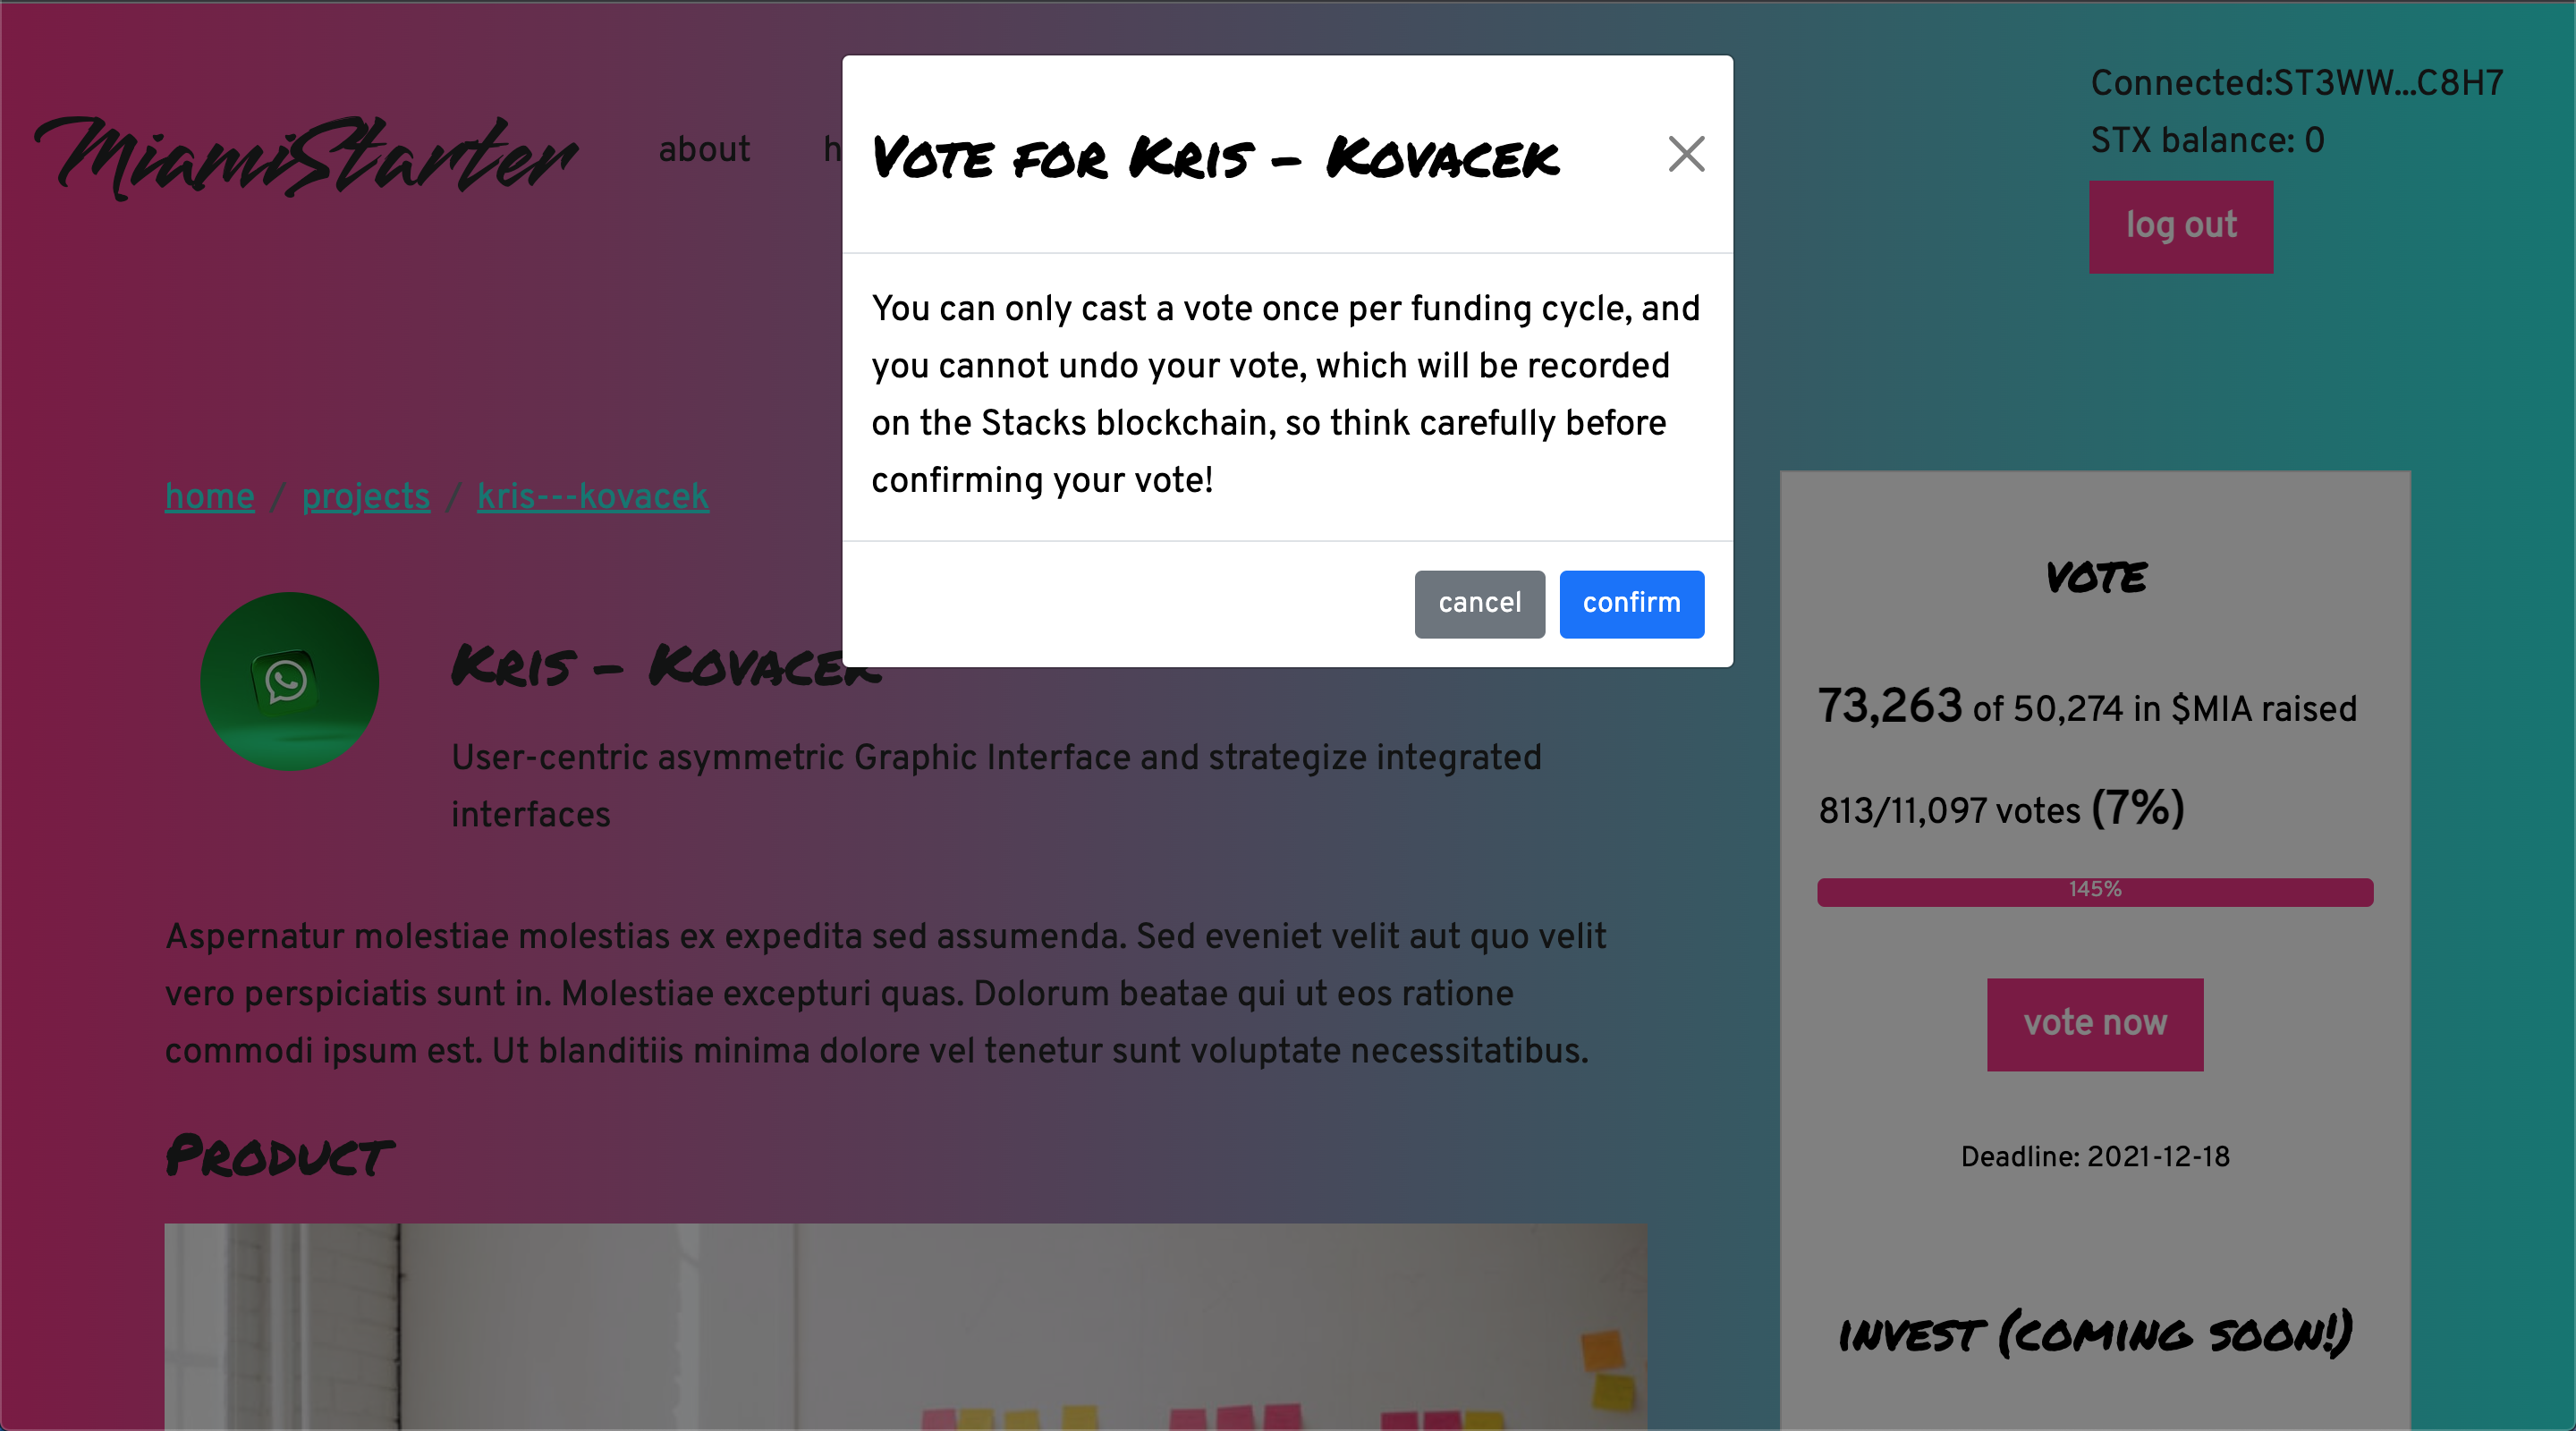 MiamiStarter
about
h
Connected:ST3WW...C8H7
STX balance: 0
log out
Vote for Kris - Kovacek
You can only cast a vote once per funding cycle, and
you cannot undo your vote, which will be recorded
on the Stacks blockchain, so think carefully before
confirming your vote!
cancel
confirm
home / projects / kris---kovacek
Kris - Kovacek
User-centric asymmetric Graphic Interface and strategize integrated
interfaces
Aspernatur molestiae molestias ex expedita sed assumenda. Sed eveniet velit aut quo velit
vero perspiciatis sunt in. Molestiae excepturi quas. Dolorum beatae qui ut eos ratione
commodi ipsum est. Ut blanditiis minima dolore vel tenetur sunt voluptate necessitatibus.
Product
vote
73,263 of 50,274 in $MIA raised
813/11,097 votes (7%)
145%
vote now
Deadline: 2021-12-18
invest (coming soon!)